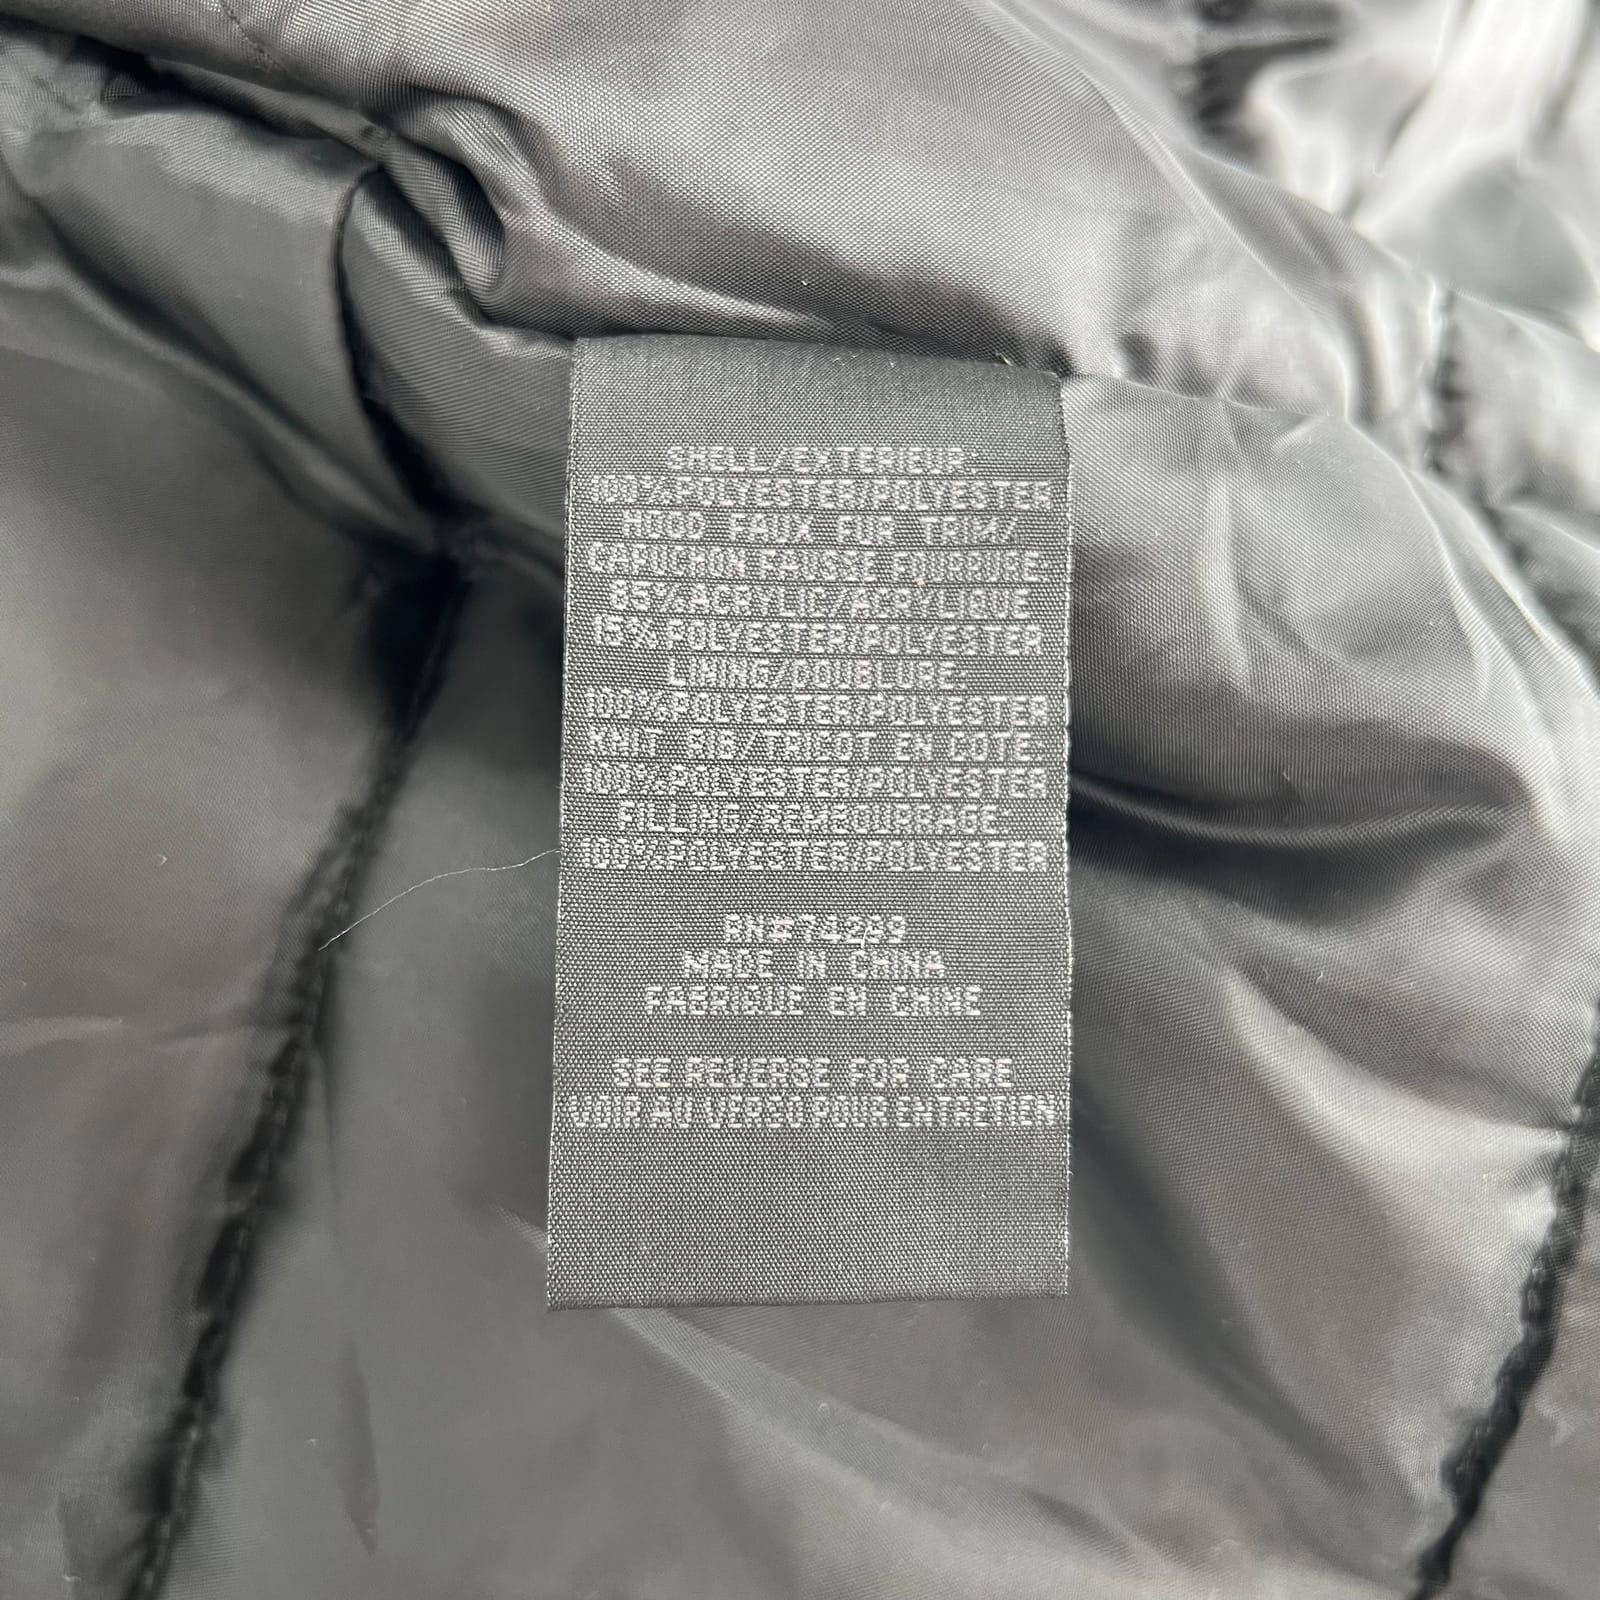 SHELL/EXTERIEUR:
100%POLYESTER/POLYESTER
HOOD FAUX FUR TRIM/
CAPUCHON FAUSSE FOURRURE:
85%ACRYLIC/ACRYLIQUE
15%POLYESTER/POLYESTER
LINING/DOUBLURE:
100%POLYESTER/POLYESTER
KNIT RIB/TRICOT EN COTE:
100%POLYESTER/POLYESTER
FILLING/REMBOURRAGE:
100%POLYESTER/POLYESTER
MADE IN CHINA
FABRIQUE EN CHINE
SEE REVERSE FOR CARE
VOIR AU VERSO POUR ENTRETIEN